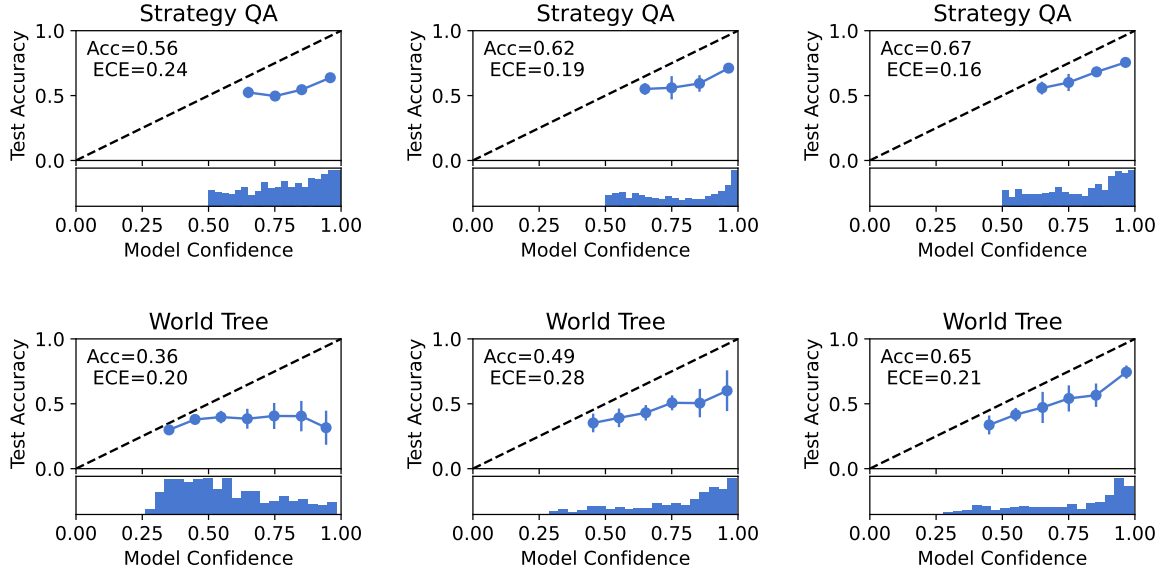 Strategy QA
Acc=0.56
ECE=0.24
Test Accuracy
1.0
0.5
0.0
0.00 0.25 0.50 0.75 1.00
Model Confidence
Strategy QA
Acc=0.62
ECE=0.19
Test Accuracy
1.0
0.5
0.0
0.00 0.25 0.50 0.75 1.00
Model Confidence
Strategy QA
Acc=0.67
ECE=0.16
Test Accuracy
1.0
0.5
0.0
0.00 0.25 0.50 0.75 1.00
Model Confidence
World Tree
Acc=0.36
ECE=0.20
Test Accuracy
1.0
0.5
0.0
0.00 0.25 0.50 0.75 1.00
Model Confidence
World Tree
Acc=0.49
ECE=0.28
Test Accuracy
1.0
0.5
0.0
0.00 0.25 0.50 0.75 1.00
Model Confidence
World Tree
Acc=0.65
ECE=0.21
Test Accuracy
1.0
0.5
0.0
0.00 0.25 0.50 0.75 1.00
Model Confidence